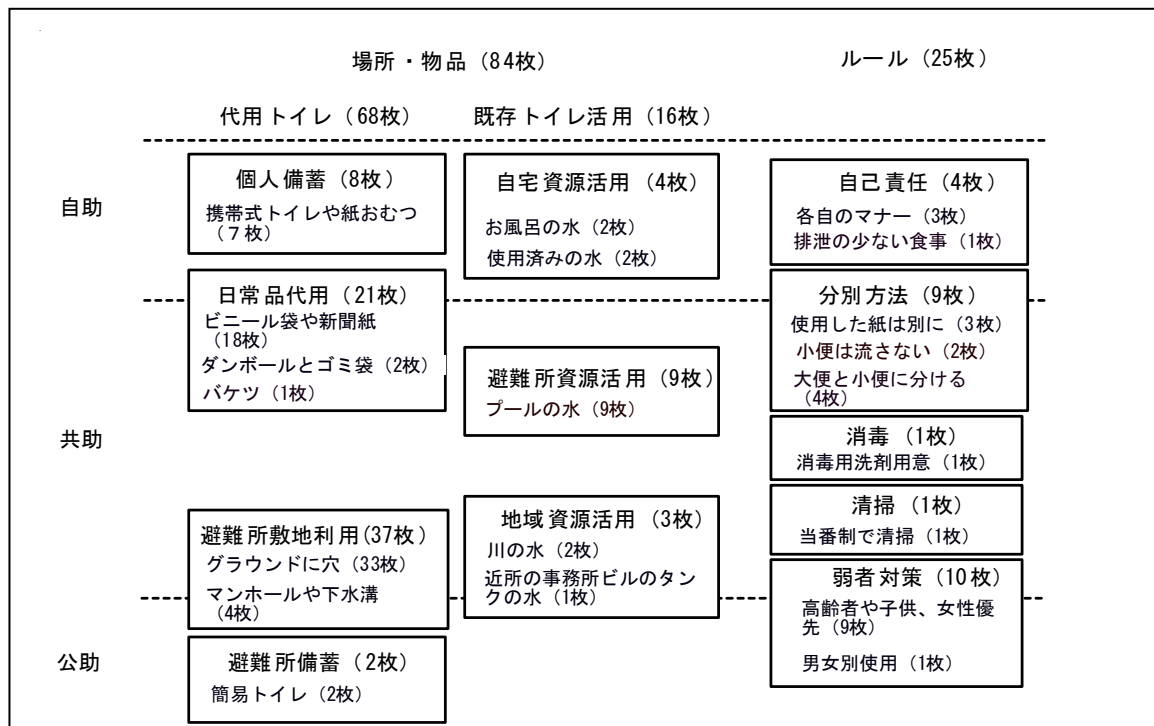 場所・物品（84枚）
ルール（25枚）
代用トイレ（68枚）
既存トイレ活用（16枚）
自助
個人備蓄（8枚）
携帯式トイレや紙おむつ
（７枚）
自宅資源活用（4枚）
お風呂の水（2枚）
使用済みの水（2枚）
自己責任（4枚）
各自のマナー（3枚）
排泄の少ない食事（1枚）
日常品代用（21枚）
ビニール袋や新聞紙
（18枚）
ダンボールとゴミ袋（2枚）
バケツ（1枚）
分別方法（9枚）
使用した紙は別に（3枚）
小便は流さない（2枚）
大便と小便に分ける
（4枚）
共助
避難所資源活用（9枚）
プールの水（9枚）
消毒（1枚）
消毒用洗剤用意（1枚）
清掃（1枚）
当番制で清掃（1枚）
避難所敷地利用(37枚）
グラウンドに穴（33枚）
マンホールや下水溝
（4枚）
地域資源活用（3枚）
川の水（2枚）
近所の事務所ビルのタン
クの水（1枚）
弱者対策（10枚）
高齢者や子供、女性優
先（9枚）
男女別使用（1枚）
公助
避難所備蓄（2枚）
簡易トイレ（2枚）